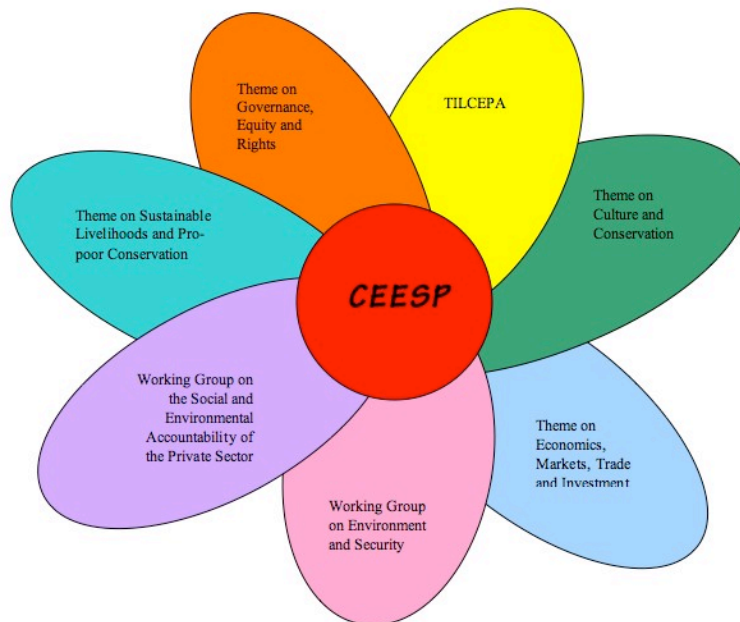 Theme on
Governance,
Equity and
Rights
TILCEPA
Theme on
Culture and
Conservation
Theme on Sustainable
Livelihoods and Pro-
poor Conservation
CEESP
Working Group on
the Social and
Environmental
Accountability of
the Private Sector
Theme on
Economics,
Markets, Trade
and Investment
Working Group
on Environment
and Security